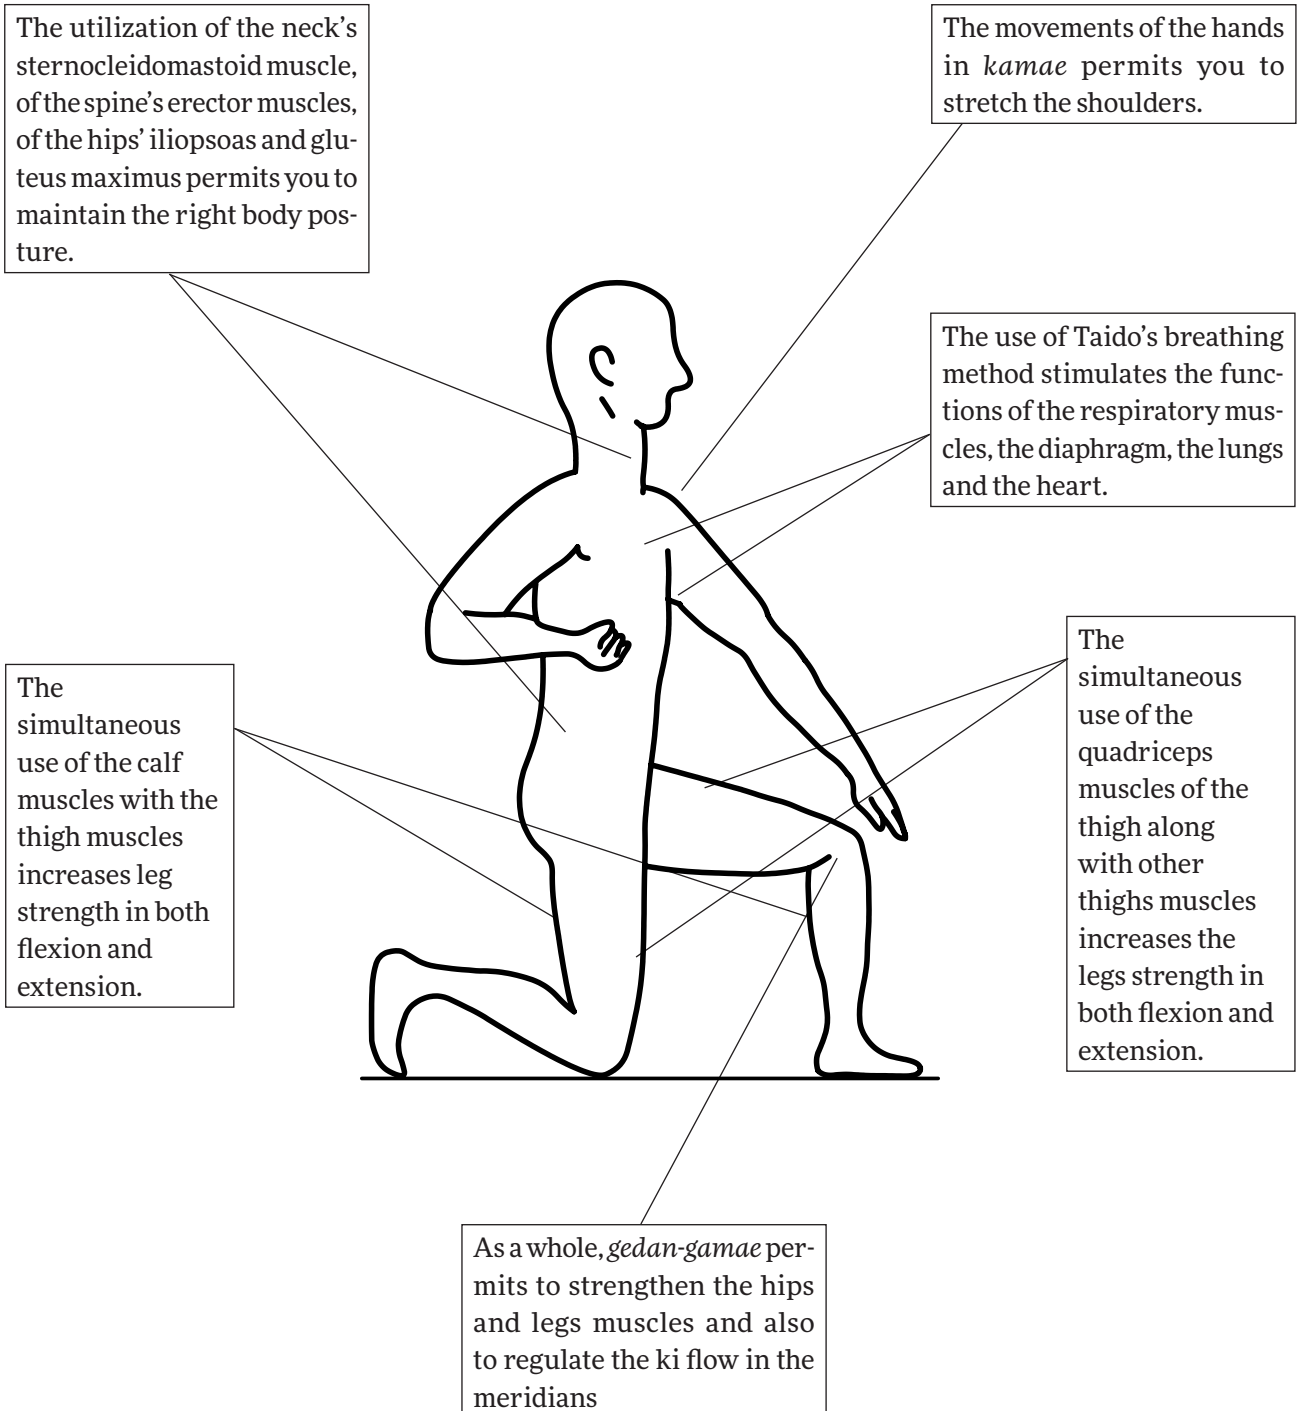 The utilization of the neck’s
sternocleidomastoid muscle,
of the spine’s erector muscles,
of the hips’ iliopsoas and glu-
teus maximus permits you to
maintain the right body pos-
ture.
The movements of the hands
in kamae permits you to
stretch the shoulders.
The use of Taido’s breathing
method stimulates the func-
tions of the respiratory mus-
cles, the diaphragm, the lungs
and the heart.
The
simultaneous
use of the calf
muscles with the
thigh muscles
increases leg
strength in both
flexion and
extension.
The
simultaneous
use of the
quadriceps
muscles of the
thigh along
with other
thighs muscles
increases the
legs strength in
both flexion and
extension.
As a whole, gedan-gamae per-
mits to strengthen the hips
and legs muscles and also
to regulate the ki flow in the
meridians